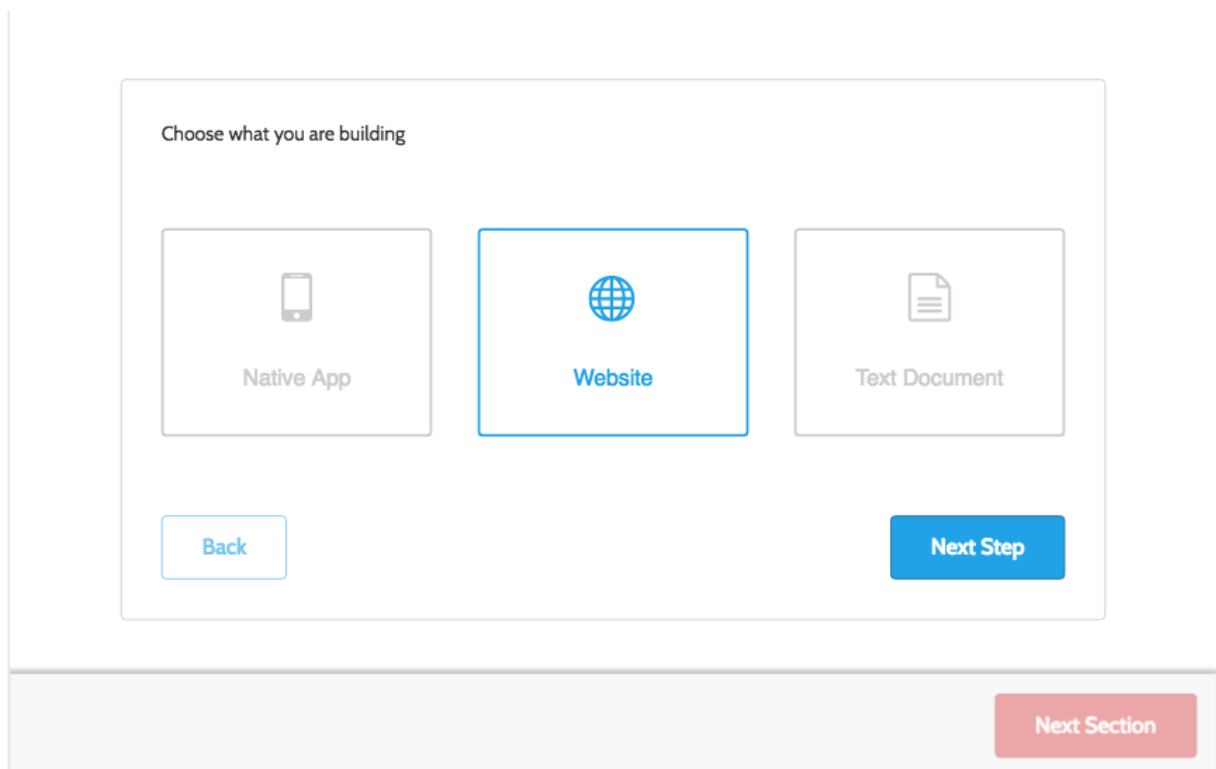 Choose what you are building
Native App
Website
Text Document
Back
Next Step
Next Section